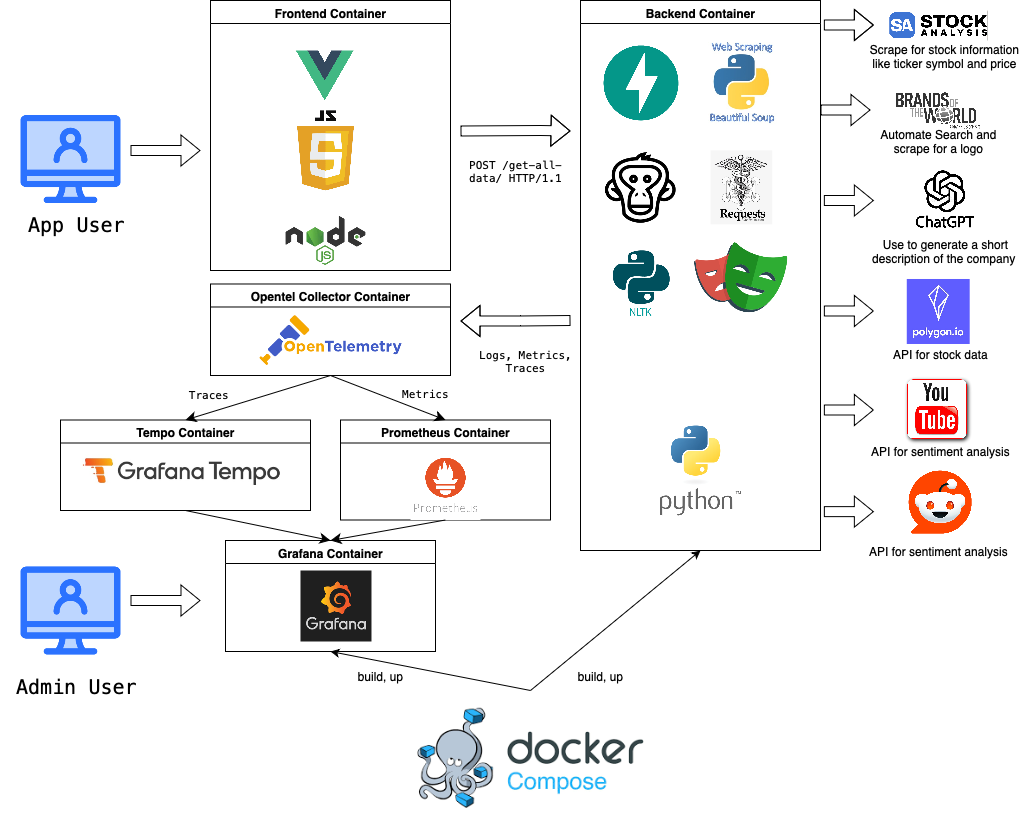 Frontend Container
JS
node
JS
App User
POST /get-all-
data/ HTTP/1.1
Backend Container
Web Scraping
Beautiful Soup
Requests
NLTK
python™
SA STOCK
ANALYSIS
Scrape for stock information
like ticker symbol and price
BRANDS OF
THE WORLD
Automate Search and
scrape for a logo
ChatGPT
Use to generate a short
description of the company
polygon.io
API for stock data
You
Tube
API for sentiment analysis
API for sentiment analysis
Opentel Collector Container
OpenTelemetry
Logs, Metrics,
Traces
Traces
Metrics
Tempo Container
Grafana Tempo
Prometheus Container
Prometheus
Grafana Container
Grafana
Admin User
build, up
build, up
docker
Compose